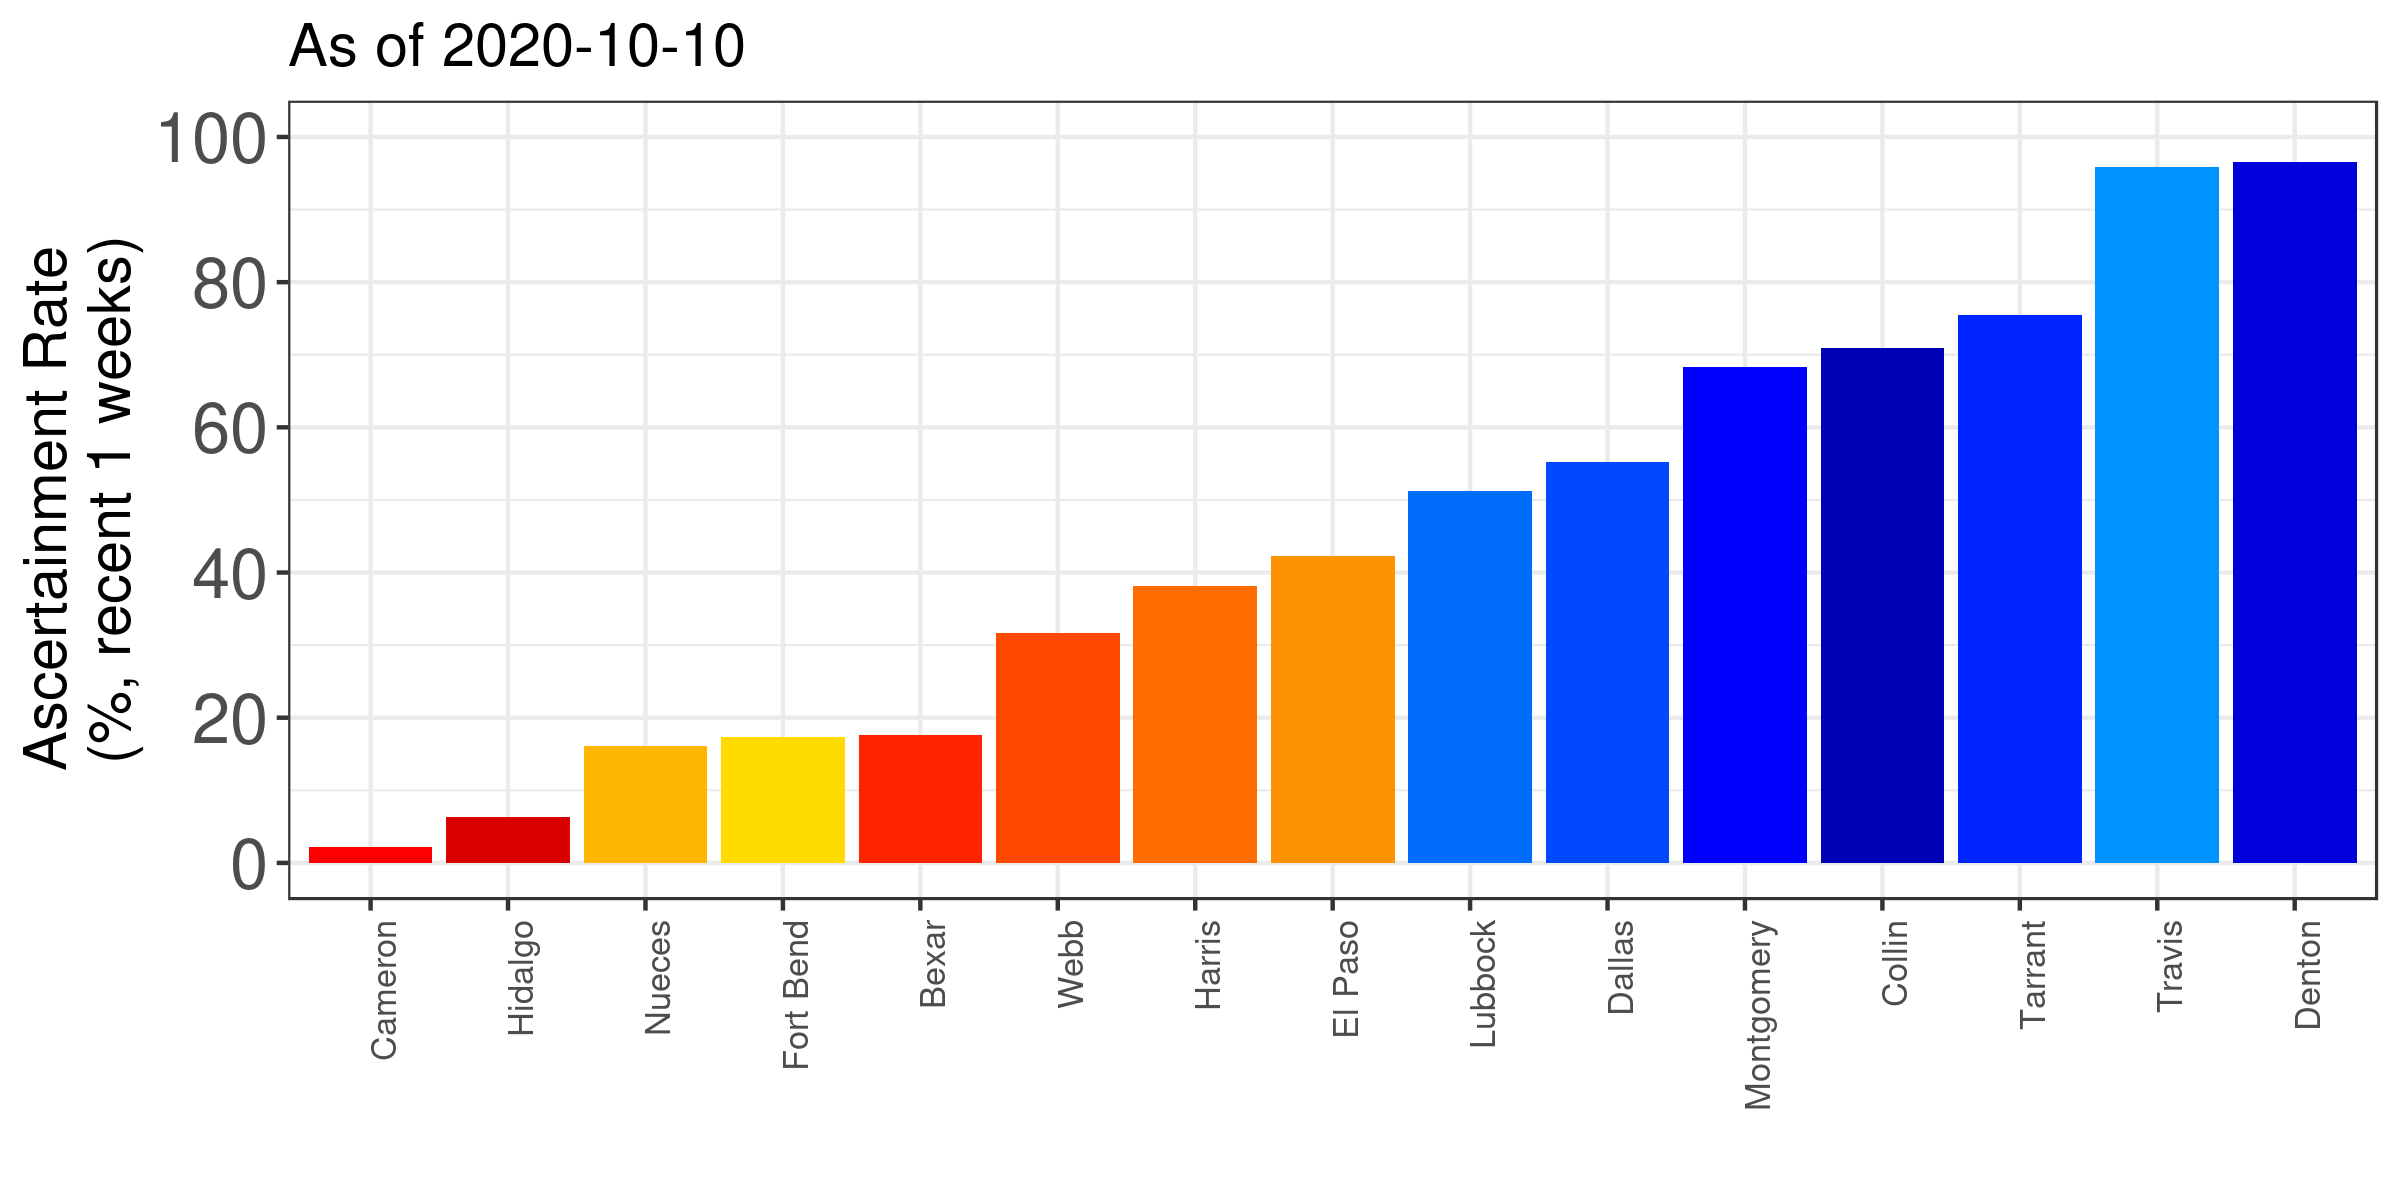 As of 2020-10-10
Ascertainment Rate
(%, recent 1 weeks)
100
80
60
40
20
0
Cameron
Hidalgo
Nueces
Fort Bend
Bexar
Webb
Harris
El Paso
Lubbock
Dallas
Montgomery
Collin
Tarrant
Travis
Denton